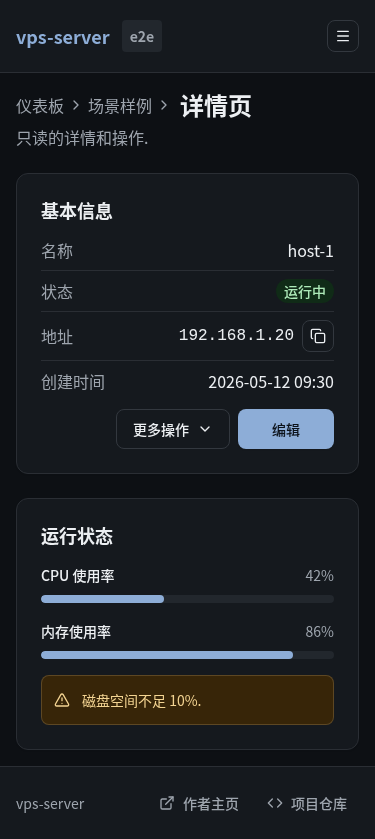 vps-server e2e
仪表板 > 场景样例 > 详情页
只读的详情和操作.
基本信息
名称 host-1
状态 运行中
地址 192.168.1.20
创建时间 2026-05-12 09:30
更多操作 编辑
运行状态
CPU 使用率 42%
内存使用率 86%
磁盘空间不足 10%.
vps-server 作者主页 项目仓库